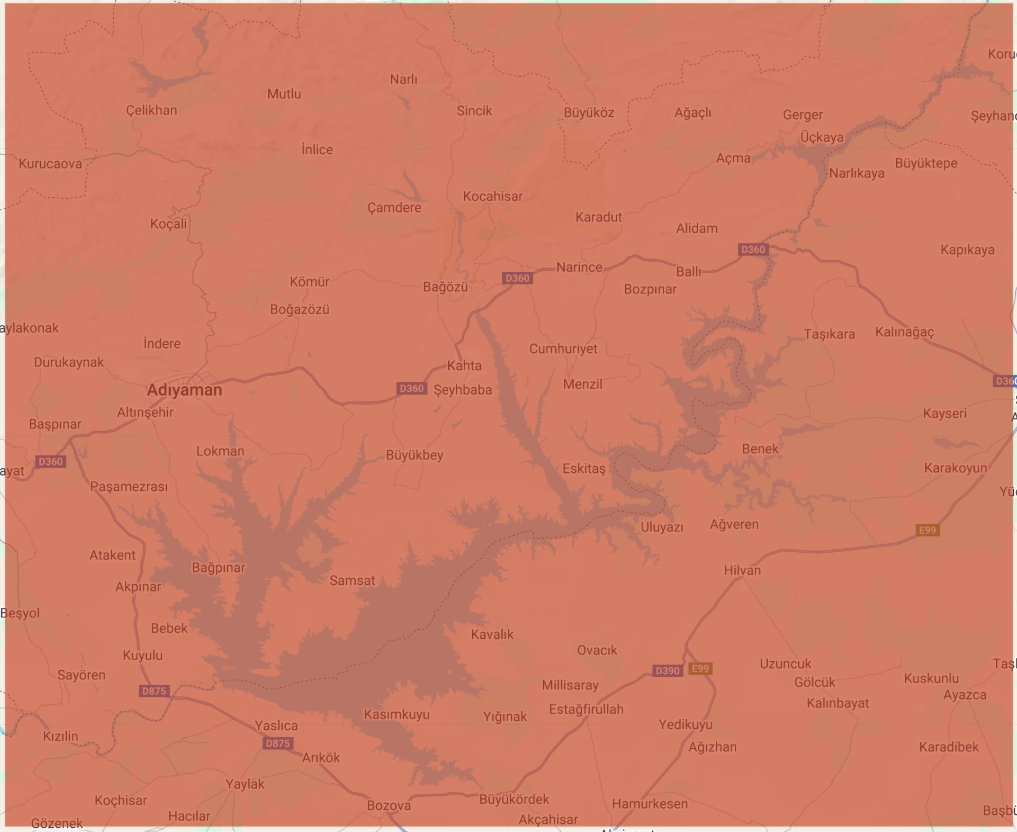 Narlı
Mutlu
Çelikhan
Sincik
Büyüköz
Ağaçlı
Gerger
Üçkaya
İnlice
Açma
Kurucaova
Büyüktepe
Narlıkaya
Kocahisar
Çamdere
Karadut
Koçali
Alidam
D360
Kapıkaya
Narince
Ballı
D360
Kömür
Bağözü
Bozpınar
Boğazözü
aylakonak
Taşıkara
Kalınağaç
İndere
Cumhuriyet
Durukaynak
Kahta
Adıyaman
D360
Şeyhbaba
Menzil
Altınşehir
Kayseri
Başpınar
Lokman
Büyükbey
Benek
D360
ayat
Eskitaş
Karakoyun
Paşamezrası
Uluyazı
Ağveren
E99
Atakent
Bağpınar
Hilvan
Samsat
Akpınar
Beşyol
Bebek
Kavalık
Kuyulu
Ovacık
Uzuncuk
D390
E99
Sayören
Millisaray
Gölcük
Kuskunlu
D875
Ayazca
Kalınbayat
Kasımkuyu
Yığınak
Estağfirullah
Yaslıca
Yedikuyu
Kızılin
D875
Ağızhan
Karadibek
Arıkök
Yaylak
Koçhisar
Bozova
Büyükördek
Hamurkesen
Hacılar
Akçahisar
Gözenek
Koru
Şeyhan
D360
Yü
Taşl
Başbü